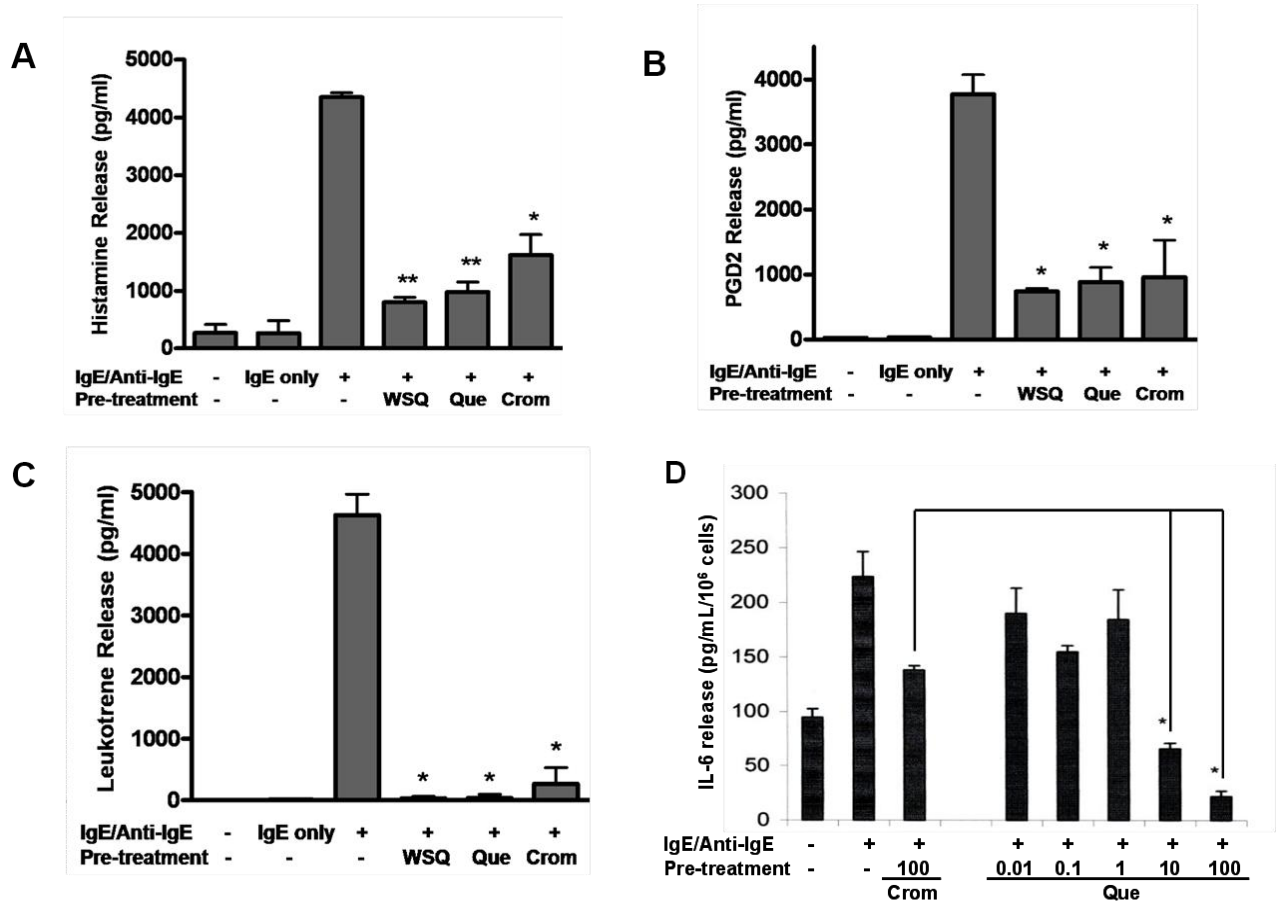 A
Histamine Release (pg/ml)
5000
4000
3000
2000
1000
0
** ** *
IgE/Anti-IgE - IgE only + + + +
Pre-treatment - - - WSQ Que Crom
B
PGD2 Release (pg/ml)
4000
3000
2000
1000
0
* * *
IgE/Anti-IgE - IgE only + + + +
Pre-treatment - - - WSQ Que Crom
C
Leukotrene Release (pg/ml)
5000
4000
3000
2000
1000
0
* * *
IgE/Anti-IgE - IgE only + + + +
Pre-treatment - - - WSQ Que Crom
D
IL-6 release (pg/mL/10⁶ cells)
300
250
200
150
100
50
0
* *
IgE/Anti-IgE - + + + + + + +
Pre-treatment - - 100 0.01 0.1 1 10 100
Crom Que